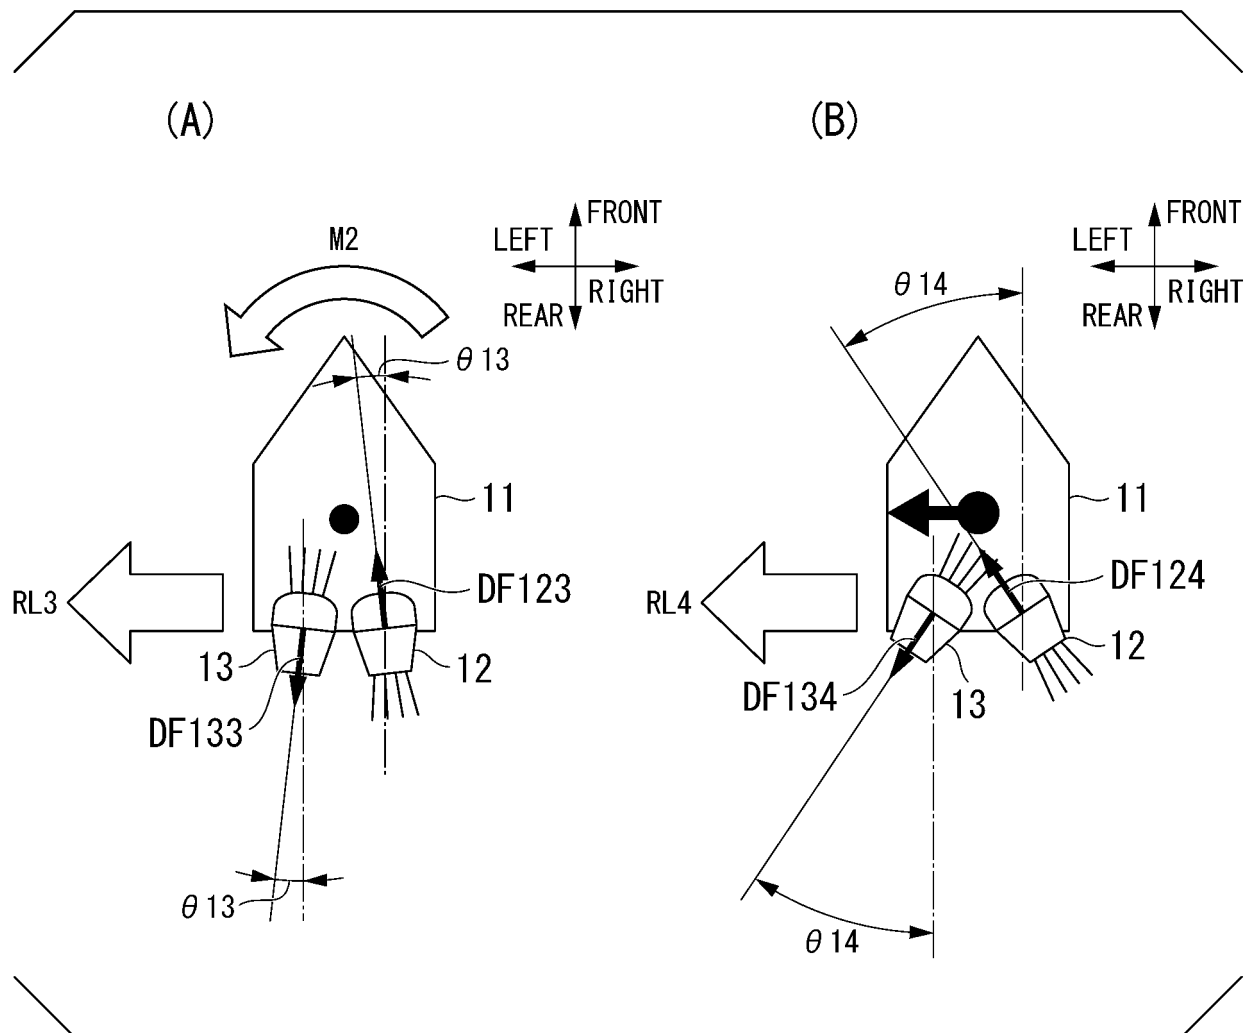 (A)
(B)
M2
FRONT
LEFT
RIGHT
REAR
θ13
11
DF123
RL3
13
12
DF133
θ13
FRONT
LEFT
RIGHT
REAR
θ14
11
DF124
RL4
12
DF134
13
θ14